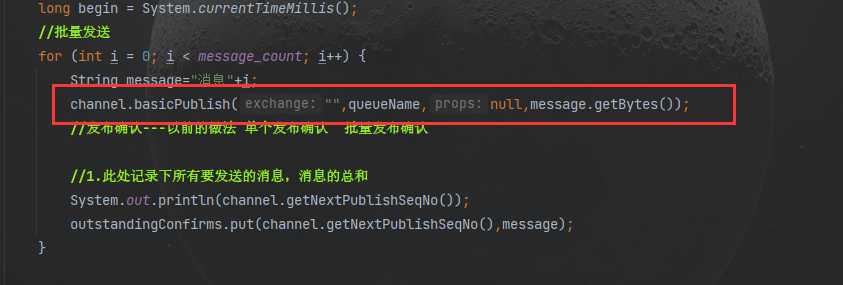 long begin = System.currentTimeMillis();
//批量发送
for (int i = 0; i < message_count; i++) {
String message="消息"+i;
channel.basicPublish( exchange: "",queueName, props: null,message.getBytes());
//发布确认---以前的做法 单个发布确认  批量发布确认
//1.此处记录下所有要发送的消息，消息的总和
System.out.println(channel.getNextPublishSeqNo());
outstandingConfirms.put(channel.getNextPublishSeqNo(),message);
}